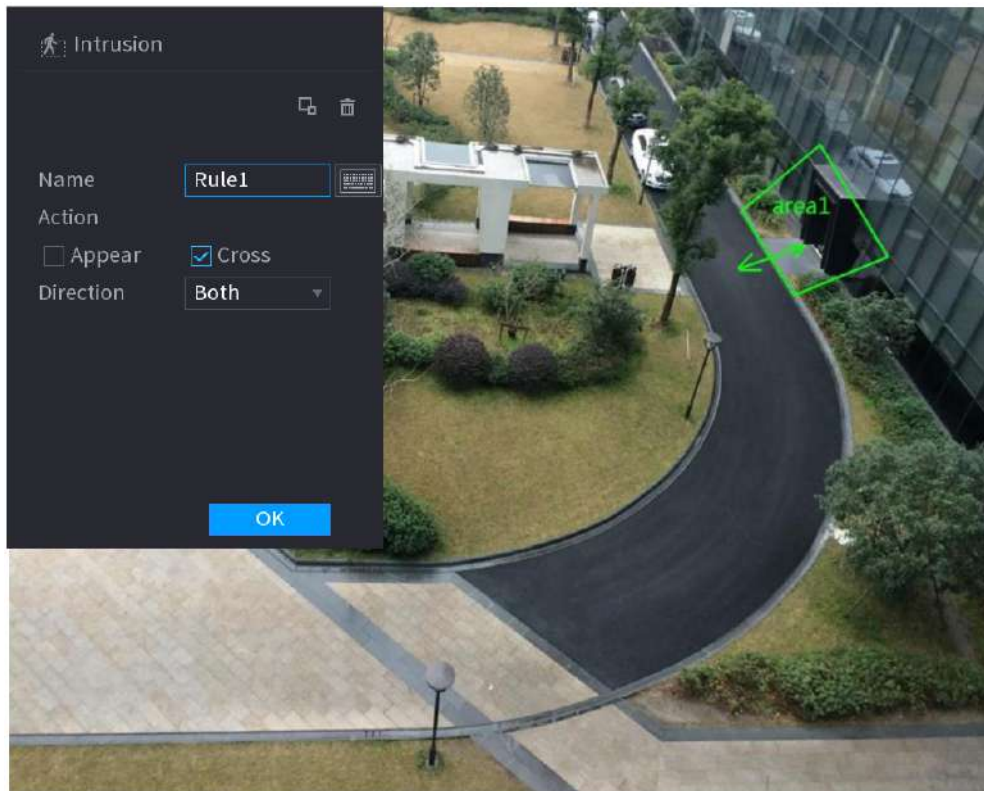 Intrusion
Name Rule1
Action
Appear Cross
Direction Both
OK
area1